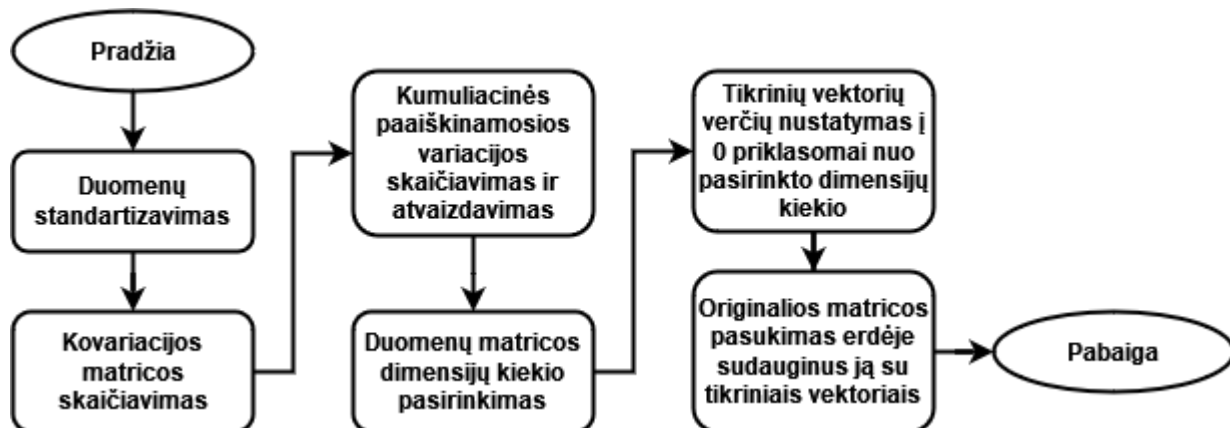 Pradžia
Duomenų
standartizavimas
Kovariacijos
matricos
skaičiavimas
Kumuliacinės
paaiškinamosios
variacijos
skaičiavimas ir
atvaizdavimas
Duomenų matricos
dimensijų kiekio
pasirinkimas
Tikrinių vektorių
verčių nustatymas į
0 priklasomai nuo
pasirinkto dimensijų
kiekio
Originalios matricos
pasukimas erdėje
sudauginus ją su
tikriniais vektoriais
Pabaiga